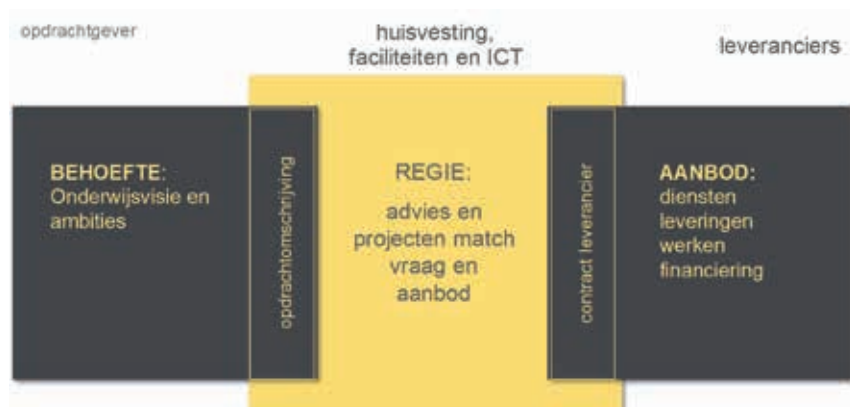 opdrachtgever
huisvesting,
faciliteiten en ICT
leveranciers
BEHOEFTE:
Onderwijsvisie en
ambities
opdrachtomschrijving
REGIE:
advies en
projecten match
vraag en
aanbod
contract leverancier
AANBOD:
diensten
leveringen
werken
financiering